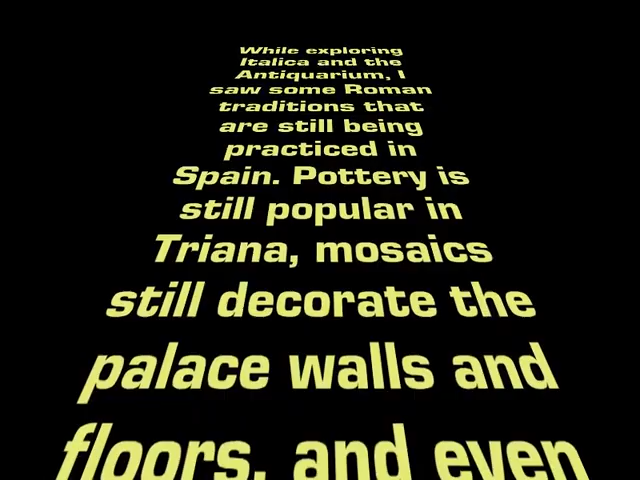 While exploring
Italica and the
Antiquarium, I
saw some Roman
traditions that
are still being
practiced in
Spain. Pottery is
still popular in
Triana, mosaics
still decorate the
palace walls and
floors, and even